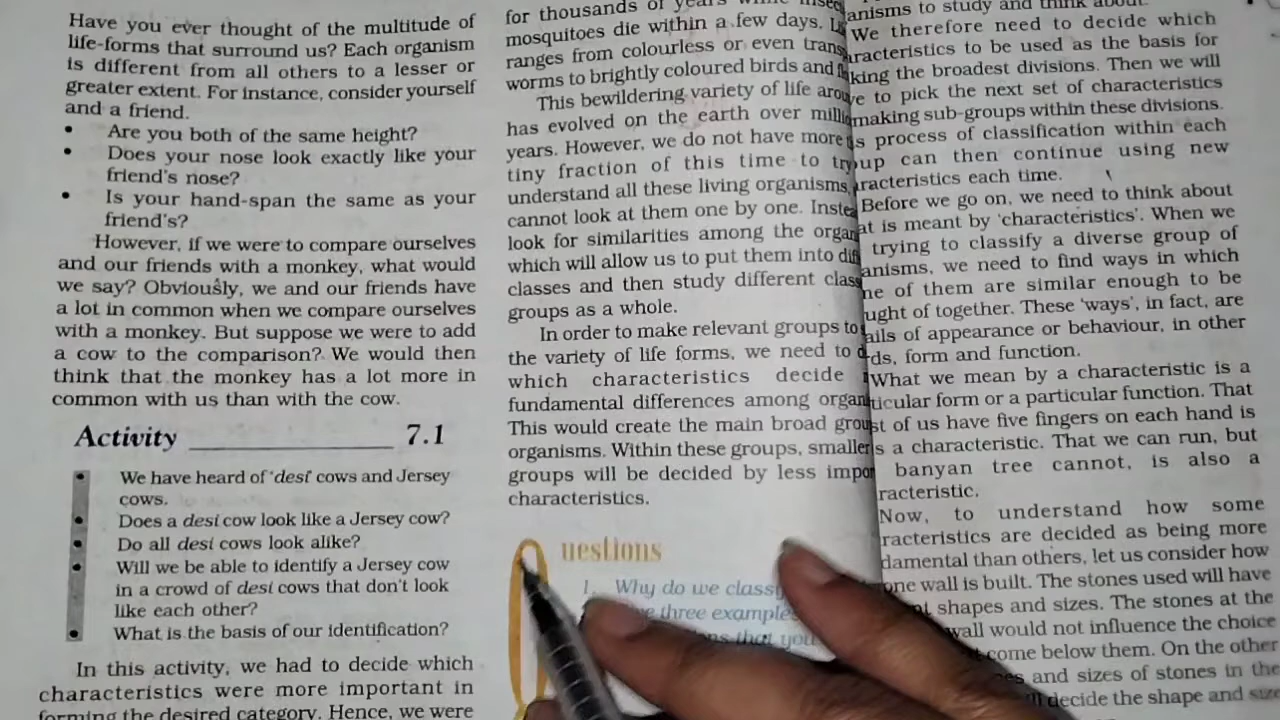 Have you ever thought of the multitude of
life-forms that surround us? Each organism
is different from all others to a lesser or
greater extent. For instance, consider yourself
and a friend.
• Are you both of the same height?
• Does your nose look exactly like your
friend's nose?
• Is your hand-span the same as your
friend's?
However, if we were to compare ourselves
and our friends with a monkey, what would
we say? Obviously, we and our friends have
a lot in common when we compare ourselves
with a monkey. But suppose we were to add
a cow to the comparison? We would then
think that the monkey has a lot more in
common with us than with the cow.
Activity 7.1
• We have heard of 'desi' cows and Jersey
cows.
• Does a desi cow look like a Jersey cow?
• Do all desi cows look alike?
• Will we be able to identify a Jersey cow
in a crowd of desi cows that don't look
like each other?
• What is the basis of our identification?
In this activity, we had to decide which
characteristics were more important in
forming the desired category. Hence, we were
for thousands of years while
mosquitoes die within a few days.
ranges from colourless or even
worms to brightly coloured birds and
This bewildering variety of life
has evolved on the earth over
years. However, we do not have more
tiny fraction of this time to try
understand all these living organisms,
cannot look at them one by one.
look for similarities among the
which will allow us to put them into
classes and then study different
groups as a whole.
In order to make relevant groups to
the variety of life forms, we need to
which characteristics decide
fundamental differences among
This would create the main broad
organisms. Within these groups, smaller
groups will be decided by less
characteristics.
Questions
1. Why do we
three examples
that you
to study and think about.
We therefore need to decide which
to be used as the basis for
the broadest divisions. Then we will
to pick the next set of characteristics
making sub-groups within these divisions.
process of classification within each
can then continue using new
each time.
Before we go on, we need to think about
is meant by 'characteristics'. When we
trying to classify a diverse group of
we need to find ways in which
of them are similar enough to be
of together. These 'ways', in fact, are
of appearance or behaviour, in other
form and function.
What we mean by a characteristic is a
form or a particular function. That
of us have five fingers on each hand is
a characteristic. That we can run, but
banyan tree cannot, is also a
Now, to understand how some
are decided as being more
than others, let us consider how
wall is built. The stones used will have
shapes and sizes. The stones at the
wall would not influence the choice
come below them. On the other
and sizes of stones in the
decide the shape and size